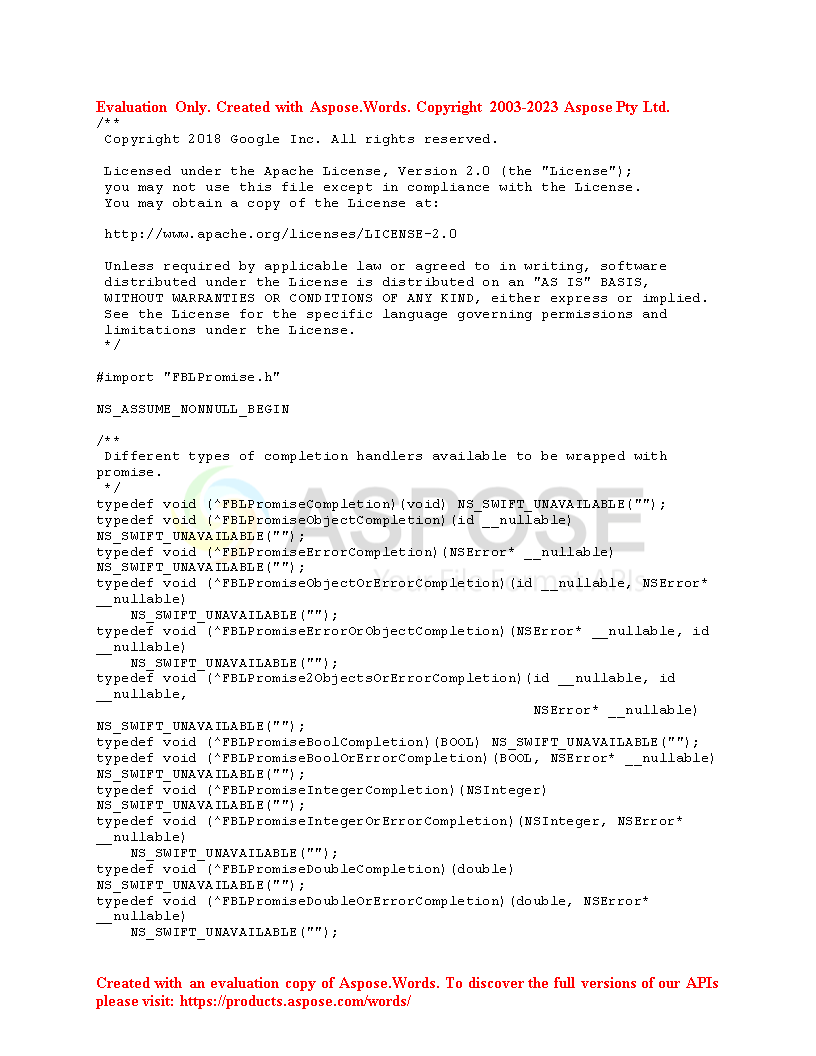 Evaluation Only. Created with Aspose.Words. Copyright 2003-2023 Aspose Pty Ltd.
/**
 Copyright 2018 Google Inc. All rights reserved.

 Licensed under the Apache License, Version 2.0 (the "License");
 you may not use this file except in compliance with the License.
 You may obtain a copy of the License at:

 http://www.apache.org/licenses/LICENSE-2.0

 Unless required by applicable law or agreed to in writing, software
 distributed under the License is distributed on an "AS IS" BASIS,
 WITHOUT WARRANTIES OR CONDITIONS OF ANY KIND, either express or implied.
 See the License for the specific language governing permissions and
 limitations under the License.
 */

#import "FBLPromise.h"

NS_ASSUME_NONNULL_BEGIN

/**
 Different types of completion handlers available to be wrapped with
promise.
 */
typedef void (^FBLPromiseCompletion)(void) NS_SWIFT_UNAVAILABLE("");
typedef void (^FBLPromiseObjectCompletion)(id __nullable)
NS_SWIFT_UNAVAILABLE("");
typedef void (^FBLPromiseErrorCompletion)(NSError* __nullable)
NS_SWIFT_UNAVAILABLE("");
typedef void (^FBLPromiseObjectOrErrorCompletion)(id __nullable, NSError*
__nullable)
    NS_SWIFT_UNAVAILABLE("");
typedef void (^FBLPromiseErrorOrObjectCompletion)(NSError* __nullable, id
__nullable)
    NS_SWIFT_UNAVAILABLE("");
typedef void (^FBLPromise2ObjectsOrErrorCompletion)(id __nullable, id
__nullable,
                                                    NSError* __nullable)
NS_SWIFT_UNAVAILABLE("");
typedef void (^FBLPromiseBoolCompletion)(BOOL) NS_SWIFT_UNAVAILABLE("");
typedef void (^FBLPromiseBoolOrErrorCompletion)(BOOL, NSError* __nullable)
NS_SWIFT_UNAVAILABLE("");
typedef void (^FBLPromiseIntegerCompletion)(NSInteger)
NS_SWIFT_UNAVAILABLE("");
typedef void (^FBLPromiseIntegerOrErrorCompletion)(NSInteger, NSError*
__nullable)
    NS_SWIFT_UNAVAILABLE("");
typedef void (^FBLPromiseDoubleCompletion)(double)
NS_SWIFT_UNAVAILABLE("");
typedef void (^FBLPromiseDoubleOrErrorCompletion)(double, NSError*
__nullable)
    NS_SWIFT_UNAVAILABLE("");
ASPOSE
Your File Format APIs
Created with an evaluation copy of Aspose.Words. To discover the full versions of our APIs
please visit: https://products.aspose.com/words/